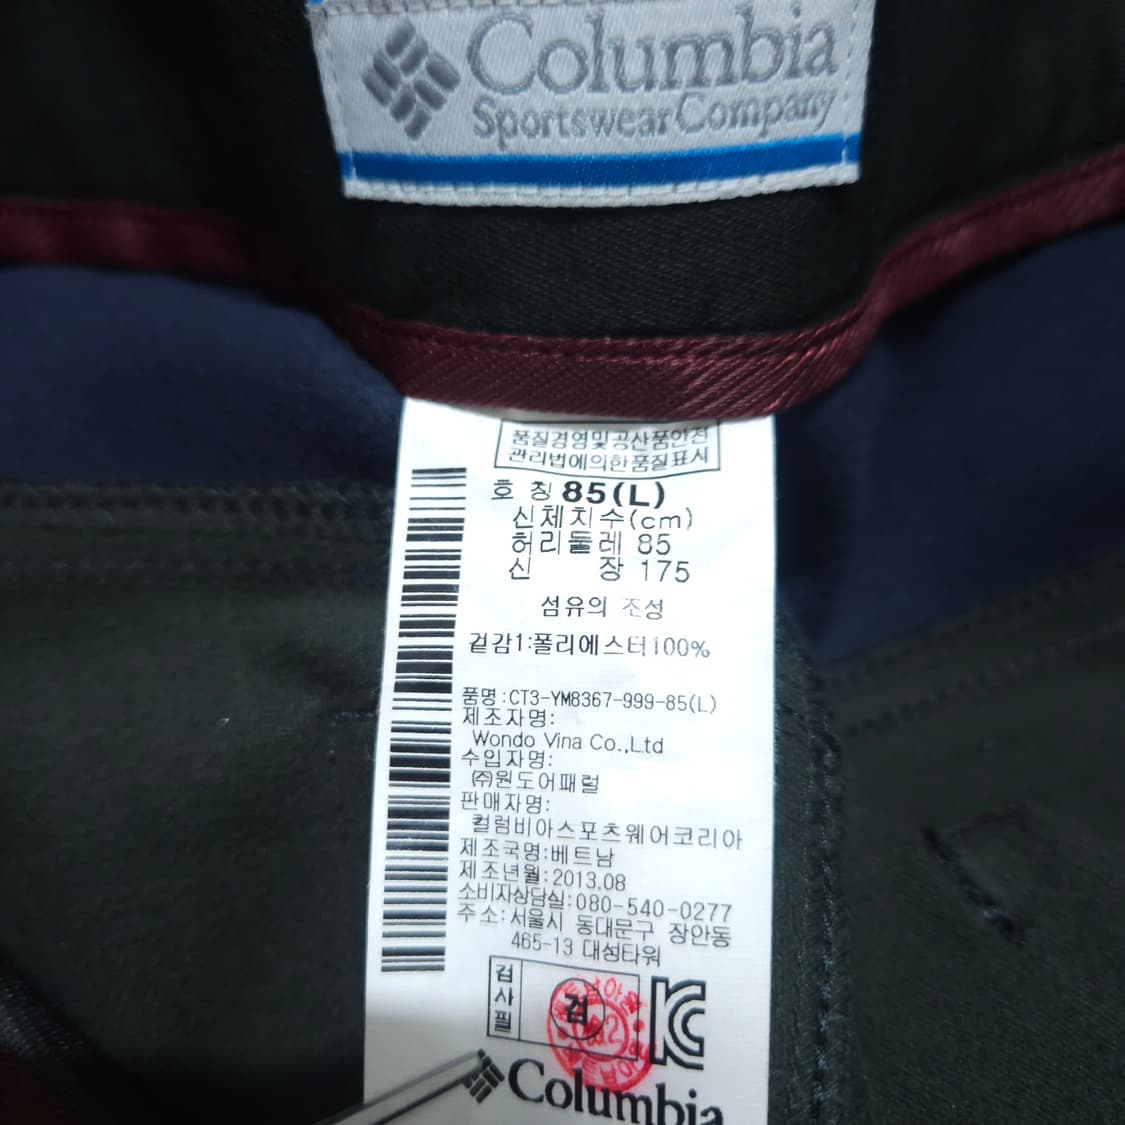 Columbia
Sportswear Company
품질경영및공산품안전
관리법에의한품질표시
호 칭 85(L)
신체치수(cm)
허리둘레 85
신 장 175
섬유의 조성
겉감1:폴리에스터100%
품명:CT3-YM8367-999-85(L)
제조자명:
Wondo Vina Co.,Ltd
수입자명:
㈜원도어패럴
판매자명:
컬럼비아스포츠웨어코리아
제조국명:베트남
제조년월:2013.08
소비자상담실:080-540-0277
주소:서울시 동대문구 장안동
465-13 대성타워
검사필
검
KC
Columbia